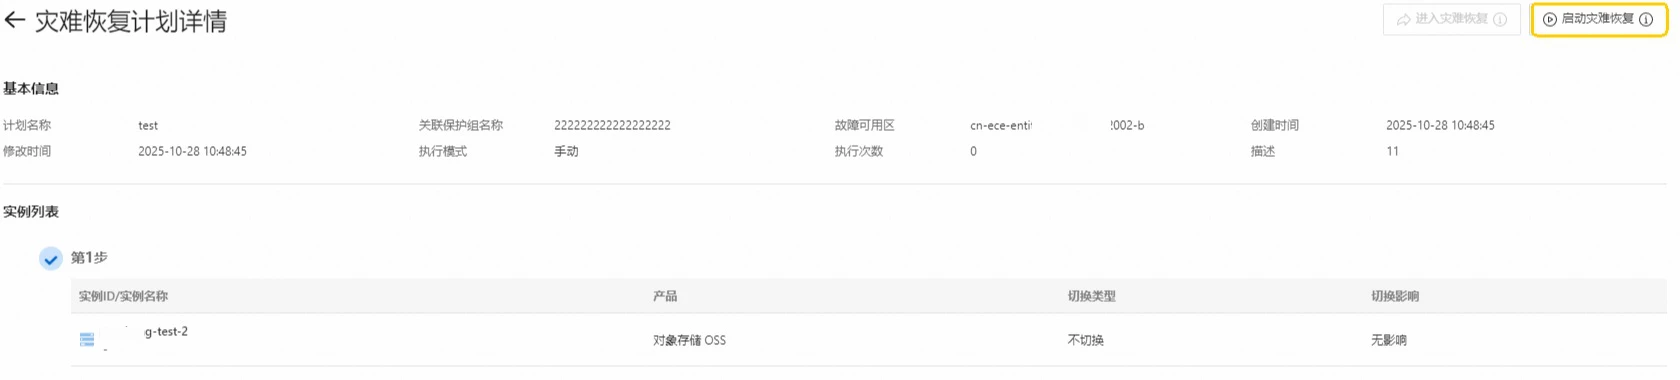 灾难恢复计划详情 进入灾难恢复 启动灾难恢复
基本信息
计划名称 test 关联保护组名称 222222222222222222 故障可用区 cn-ece-enti 2002-b 创建时间 2025-10-28 10:48:45
修改时间 2025-10-28 10:48:45 执行模式 手动 执行次数 0 描述 11
实例列表
第1步
实例ID/实例名称 产品 切换类型 切换影响
g-test-2
对象存储 OSS 不切换 无影响